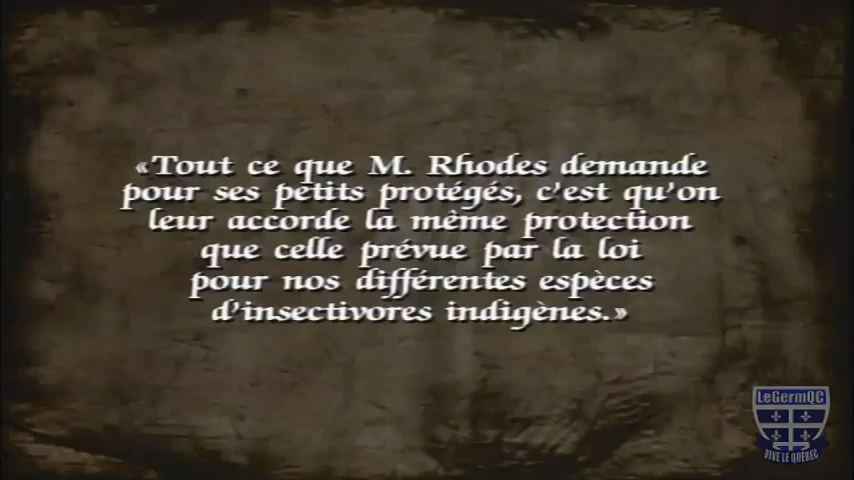 «Tout ce que M. Rhodes demande
pour ses petits protégés, c'est qu'on
leur accorde la même protection
que celle prévue par la loi
pour nos différentes espèces
d'insectivores indigènes.»
LeGermQC
VIVE LE QUÉBEC